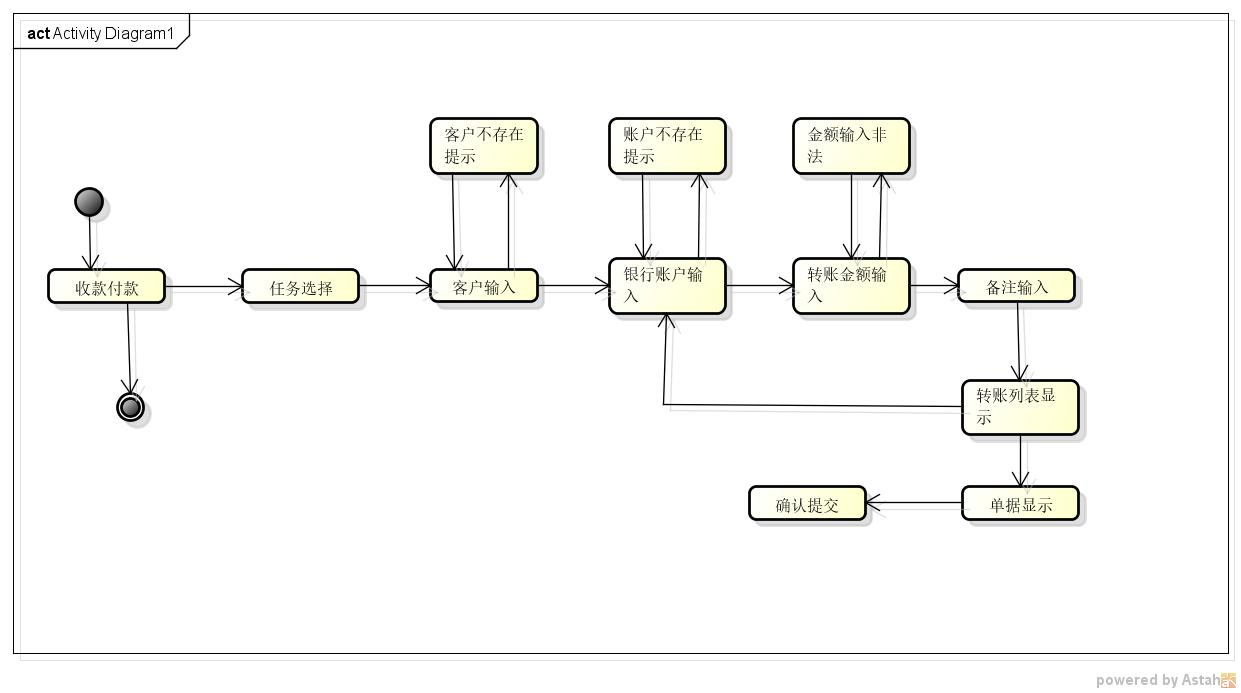 act Activity Diagram1
客户不存在
提示
账户不存在
提示
金额输入非
法
收款付款
任务选择
客户输入
银行账户输
入
转账金额输
入
备注输入
转账列表显
示
确认提交
单据显示
powered by Astah